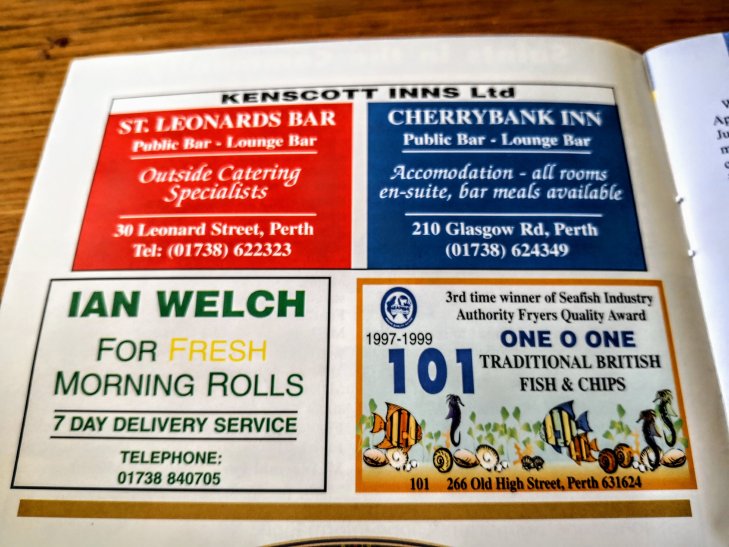 KENSCOTT INNS Ltd
ST. LEONARDS BAR
Public Bar - Lounge Bar
Outside Catering
Specialists
30 Leonard Street, Perth
Tel: (01738) 622323
CHERRYBANK INN
Public Bar - Lounge Bar
Accomodation - all rooms
en-suite, bar meals available
210 Glasgow Rd, Perth
(01738) 624349
IAN WELCH
FOR FRESH
MORNING ROLLS
7 DAY DELIVERY SERVICE
TELEPHONE:
01738 840705
3rd time winner of Seafish Industry
Authority Fryers Quality Award
1997-1999
101
ONE O ONE
TRADITIONAL BRITISH
FISH & CHIPS
101 266 Old High Street, Perth 631624